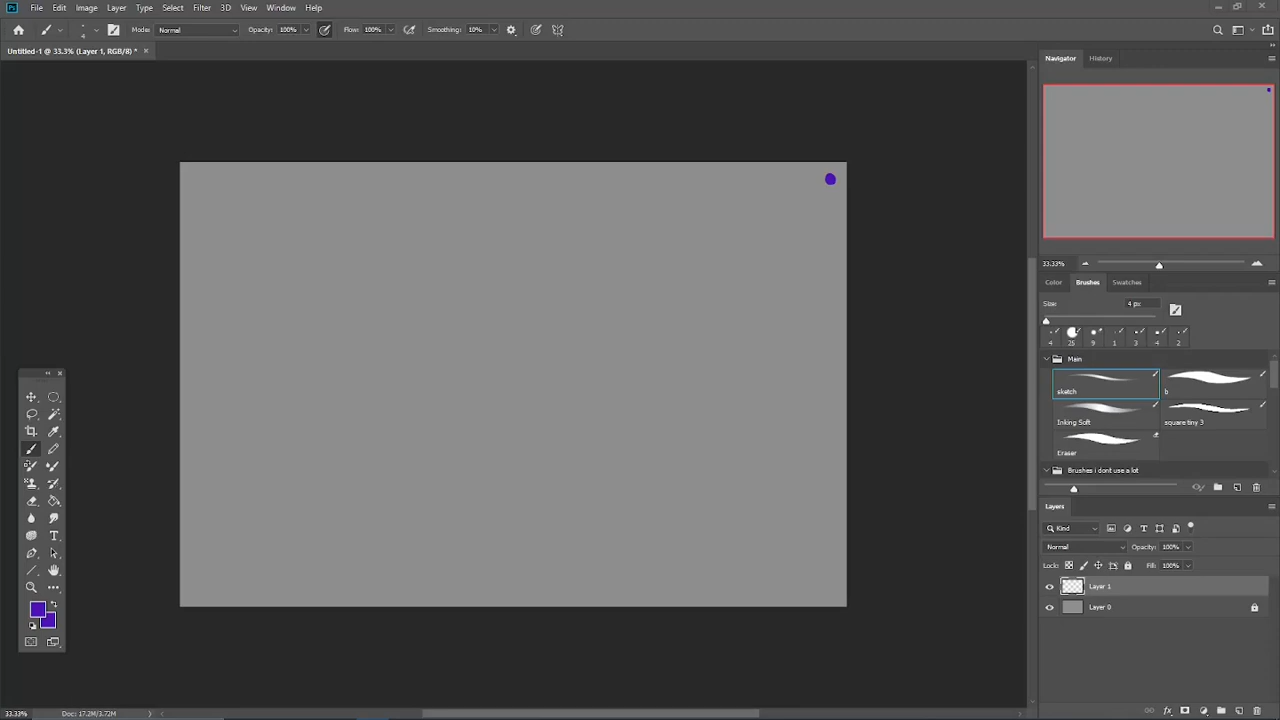 Ps File Edit Image Layer Type Select Filter 3D View Window Help
4 Mode: Normal Opacity: 100% Flow: 100% Smoothing: 10%
Untitled-1 @ 33.3% (Layer 1, RGB/8) * ×
Navigator History
33.33%
Color Brushes Swatches
Size: 4 px
4 25 9 1 3 4 2
Main
sketch b
Inking Soft square tiny 3
Eraser
Brushes i dont use a lot
Layers
Kind
Normal Opacity: 100%
Lock: Fill: 100%
Layer 1
Layer 0
33.33% Doc: 17.2M/3.72M